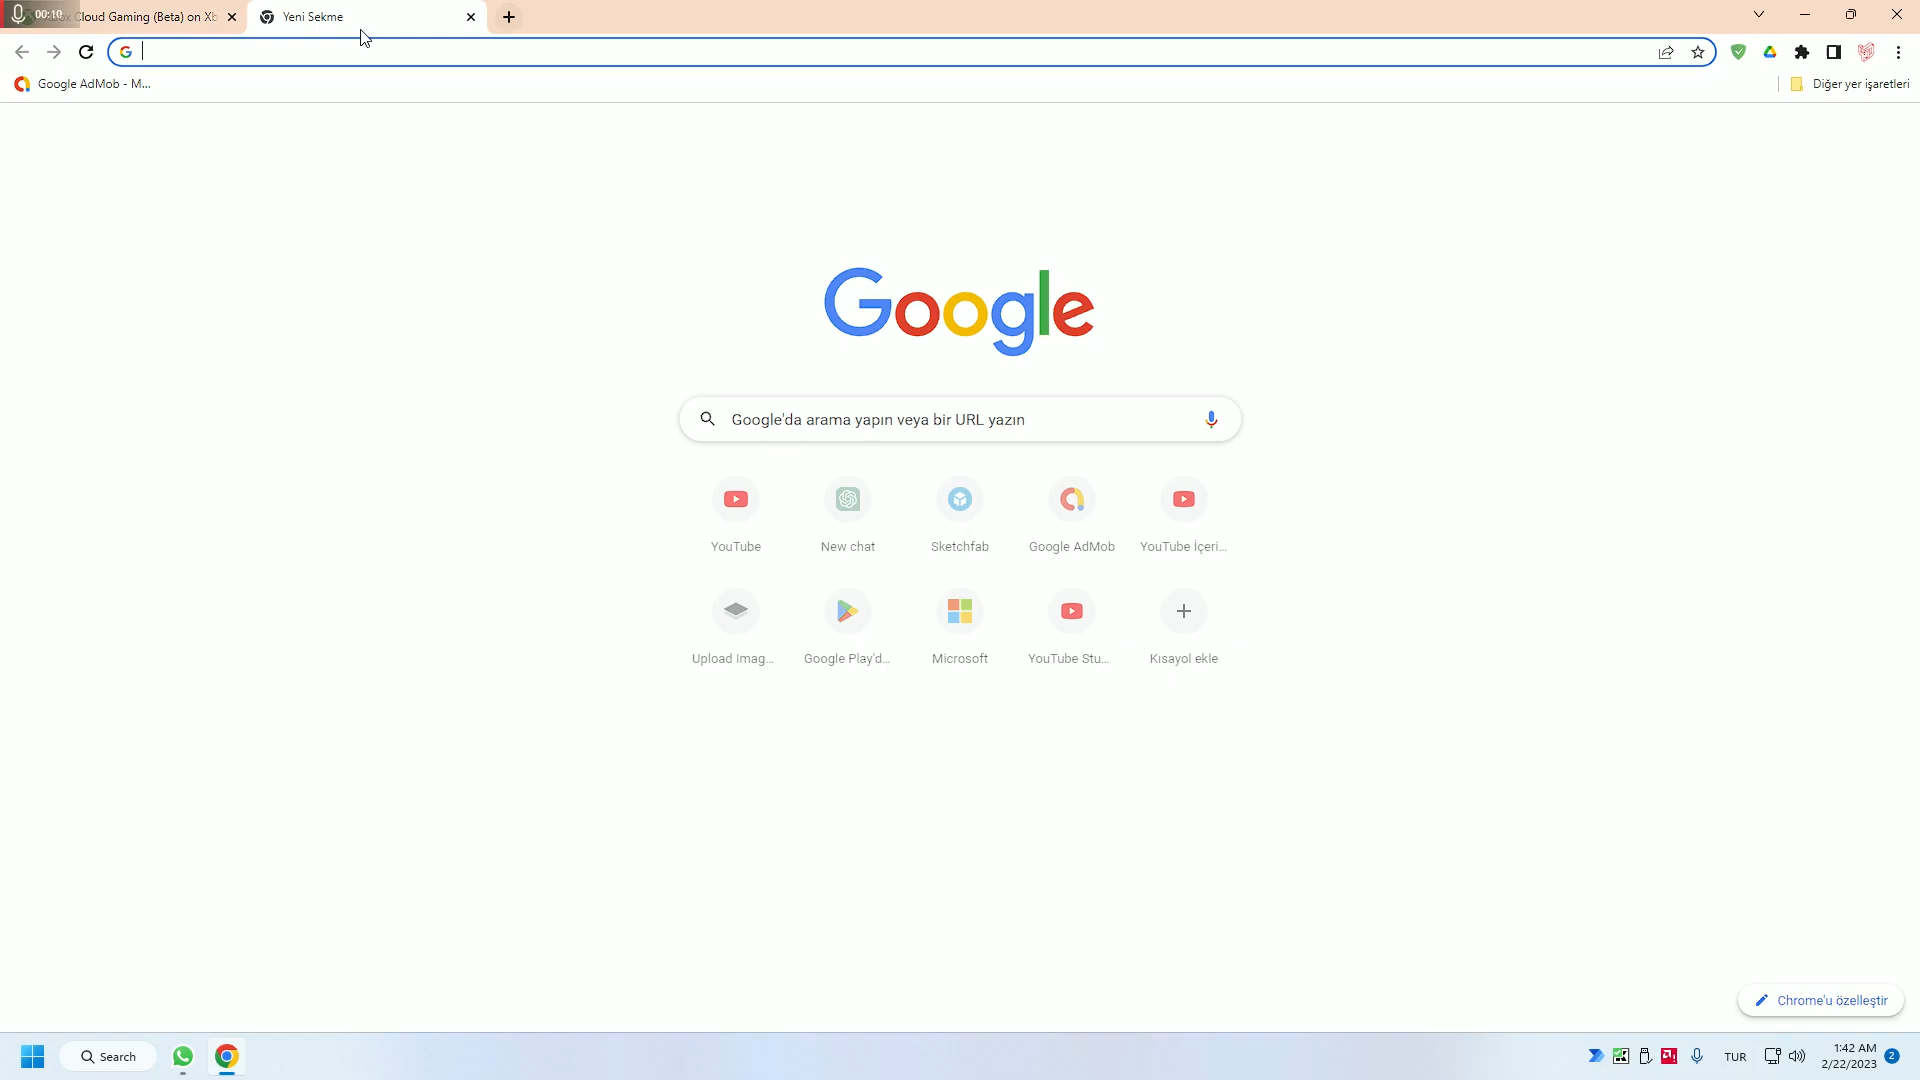 00:10
Cloud Gaming (Beta) on Xb
Yeni Sekme
Google AdMob - M...
Diğer yer işaretleri
Google
Google'da arama yapın veya bir URL yazın
YouTube
New chat
Sketchfab
Google AdMob
YouTube İçeri...
Upload Imag...
Google Play'd...
Microsoft
YouTube Stu...
Kısayol ekle
Chrome'u özelleştir
Search
TUR
1:42 AM
2/22/2023
2